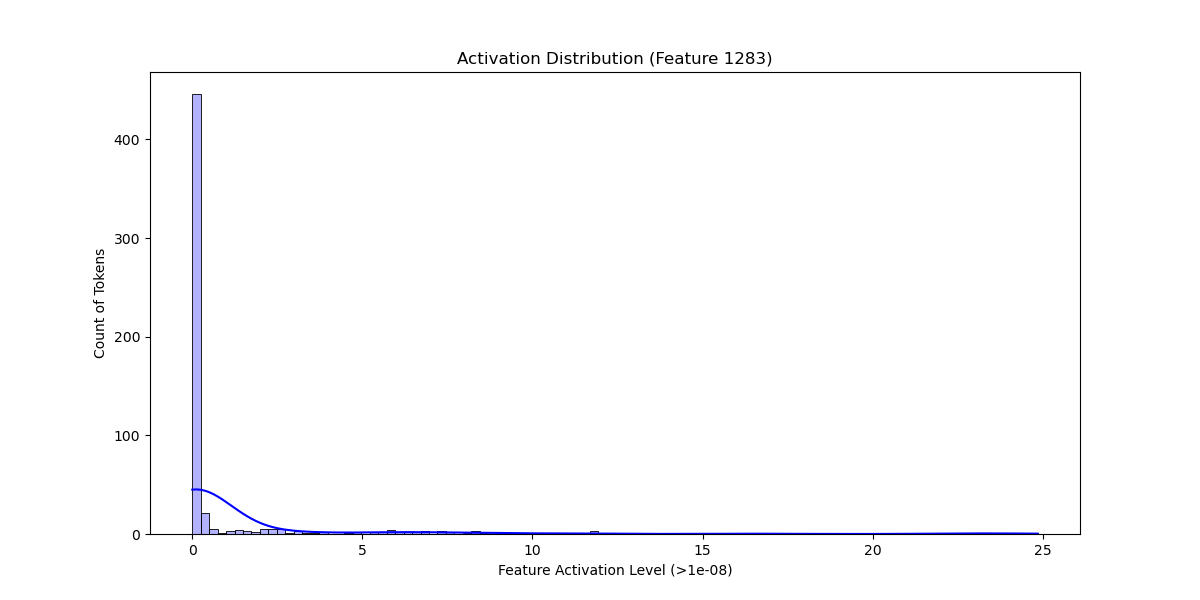 Activation Distribution (Feature 1283)
400
300
200
100
0
Count of Tokens
0 5 10 15 20 25
Feature Activation Level (>1e-08)